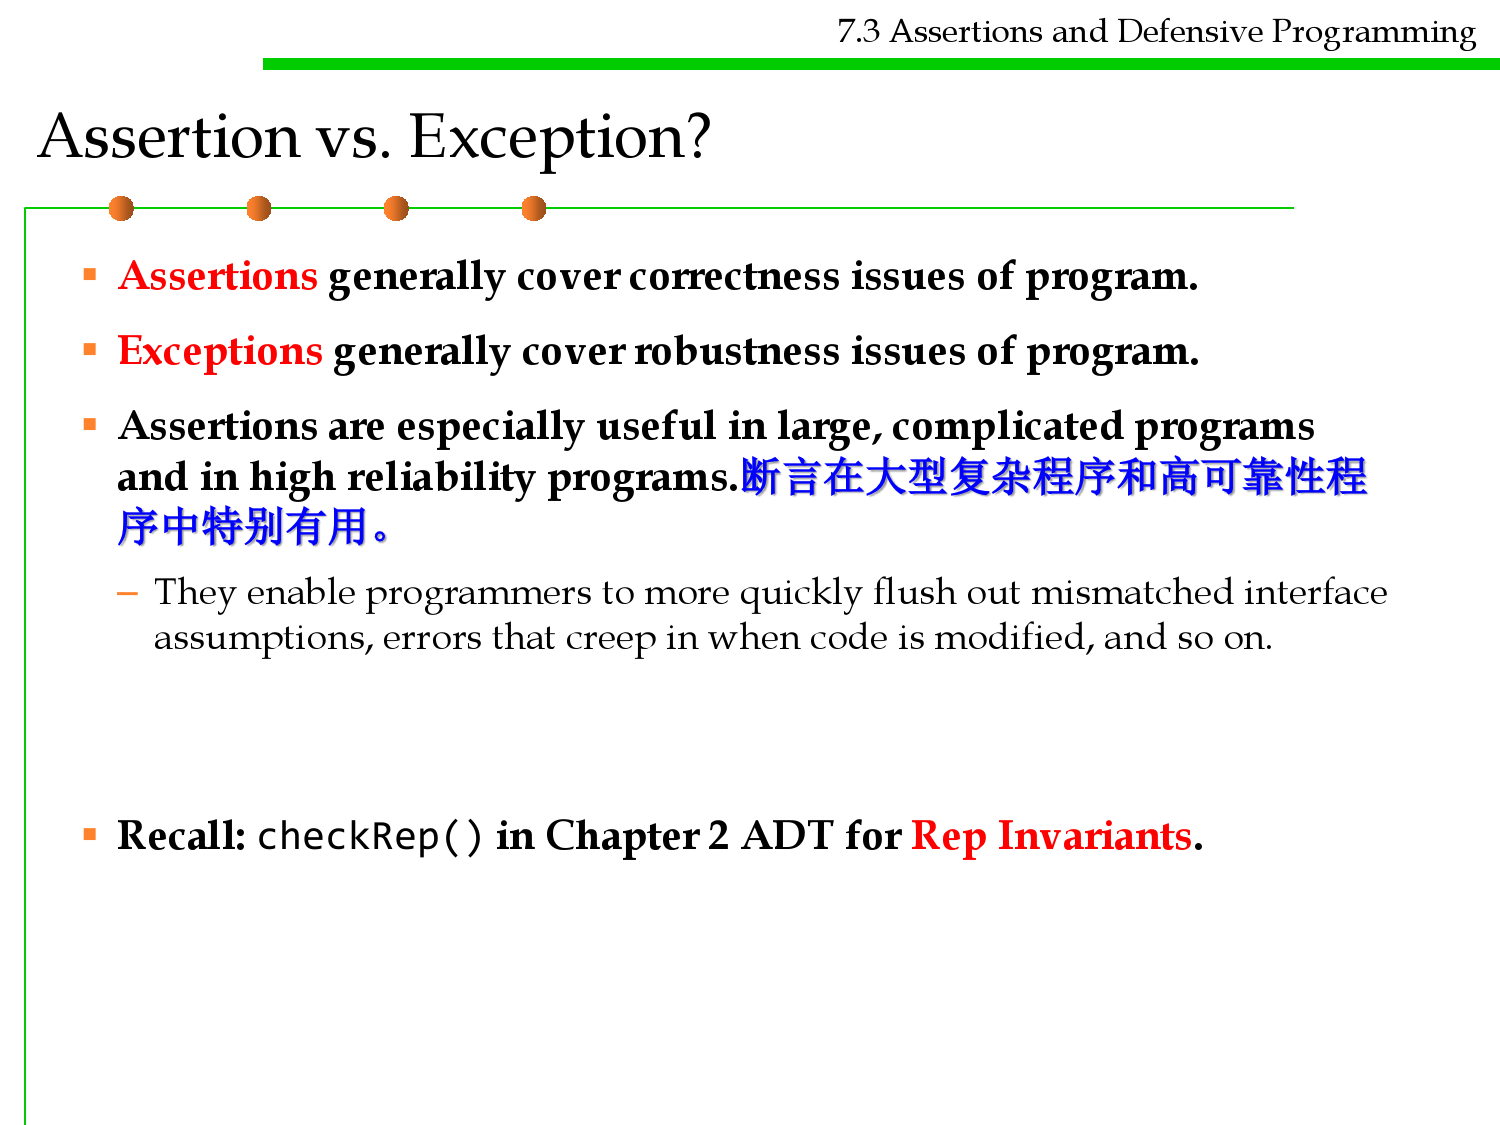 7.3 Assertions and Defensive Programming
Assertion vs. Exception?
Assertions generally cover correctness issues of program.
Exceptions generally cover robustness issues of program.
Assertions are especially useful in large, complicated programs
and in high reliability programs.断言在大型复杂程序和高可靠性程
序中特别有用。
– They enable programmers to more quickly flush out mismatched interface
assumptions, errors that creep in when code is modified, and so on.
Recall: checkRep() in Chapter 2 ADT for Rep Invariants.